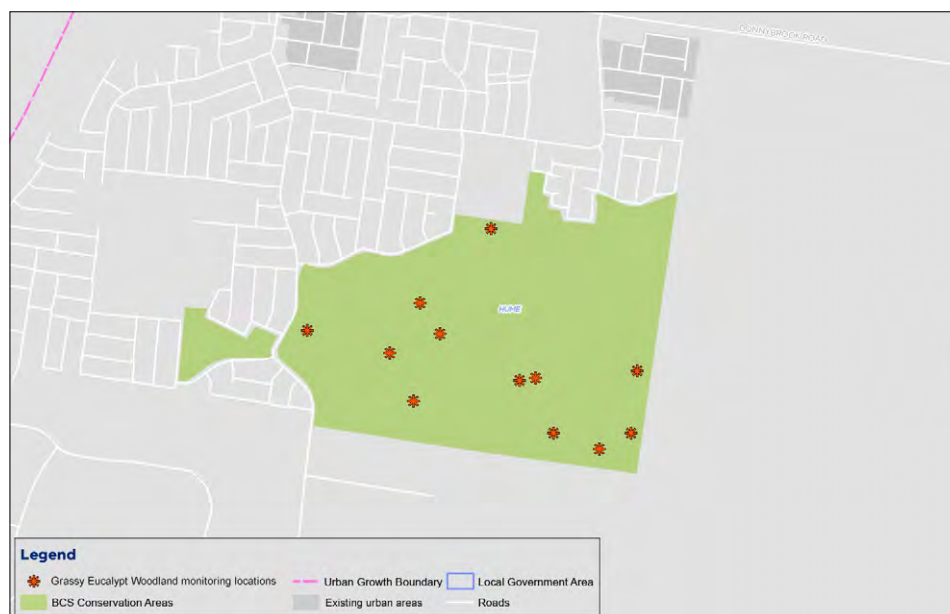 DONNYBROOK ROAD
HUME
Legend
Grassy Eucalypt Woodland monitoring locations
Urban Growth Boundary
Local Government Area
BCS Conservation Areas
Existing urban areas
Roads